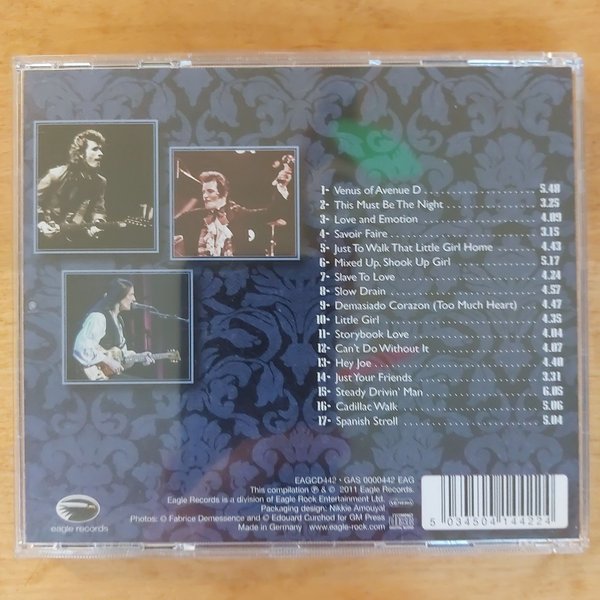 1- Venus of Avenue D 5.48
2- This Must Be The Night 3.25
3- Love and Emotion 4.09
4- Savoir Faire 3.15
5- Just To Walk That Little Girl Home 4.43
6- Mixed Up, Shook Up Girl 5.17
7- Slave To Love 4.24
8- Slow Drain 4.57
9- Demasiado Corazon (Too Much Heart) 4.47
10- Little Girl 4.35
11- Storybook Love 4.04
12- Can't Do Without It 4.07
13- Hey Joe 4.40
14- Just Your Friends 3.31
15- Steady Drivin' Man 6.05
16- Cadillac Walk 5.06
17- Spanish Stroll 5.04
EAGCD442 · GAS 0000442 EAG
This compilation ℗ & © 2011 Eagle Records.
Eagle Records is a division of Eagle Rock Entertainment Ltd.
Packaging design: Nikkie Amouyal
Photos: © Fabrice Demessence and © Edouard Curchod for GM Press
Made in Germany www.eagle-rock.com
eagle records
5 034504 144224